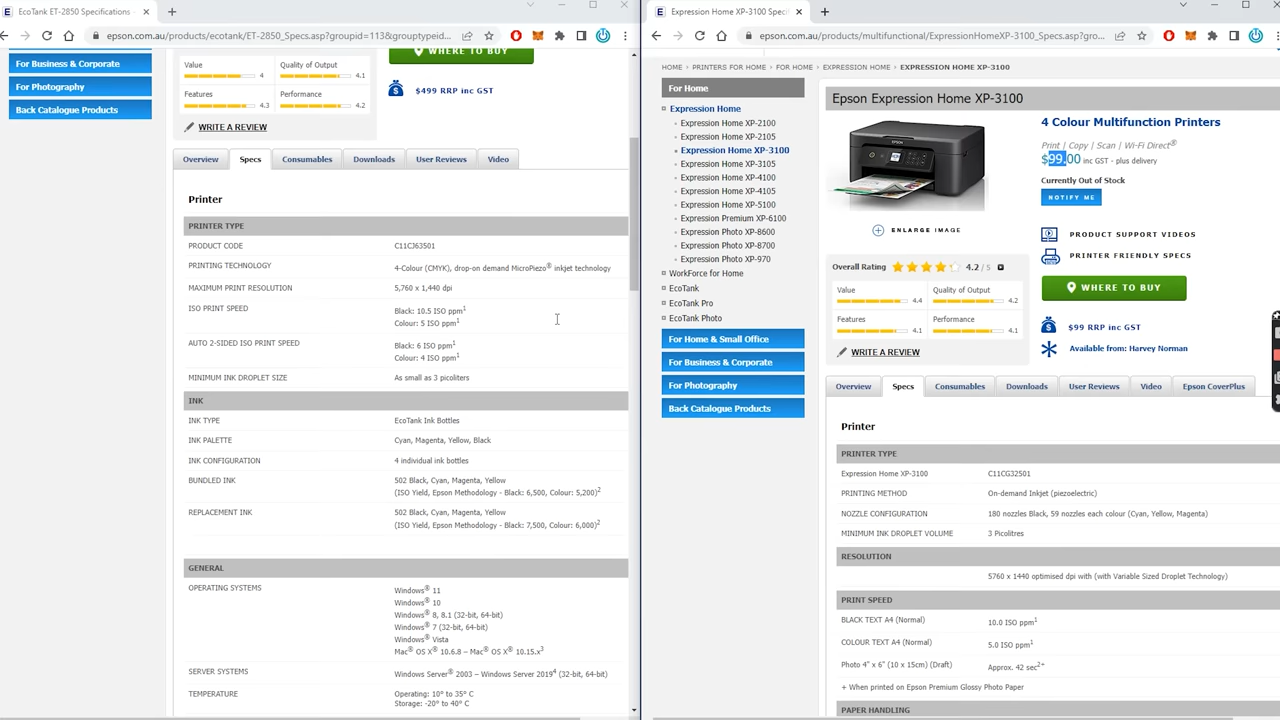 EcoTank ET-2850 Specifications -
epson.com.au/products/ecotank/ET-2850_Specs.asp?groupid=113&grouptypeid...
For Business & Corporate
For Photography
Back Catalogue Products
Value
4
Quality of Output
4.1
Features
4.3
Performance
4.2
WRITE A REVIEW
WHERE TO BUY
$499 RRP inc GST
Overview
Specs
Consumables
Downloads
User Reviews
Video
Printer
PRINTER TYPE
PRODUCT CODE C11CJ63501
PRINTING TECHNOLOGY 4-Colour (CMYK), drop-on demand MicroPiezo® inkjet technology
MAXIMUM PRINT RESOLUTION 5,760 x 1,440 dpi
ISO PRINT SPEED Black: 10.5 ISO ppm1
Colour: 5 ISO ppm1
AUTO 2-SIDED ISO PRINT SPEED Black: 6 ISO ppm1
Colour: 4 ISO ppm1
MINIMUM INK DROPLET SIZE As small as 3 picoliters
INK
INK TYPE EcoTank Ink Bottles
INK PALETTE Cyan, Magenta, Yellow, Black
INK CONFIGURATION 4 individual ink bottles
BUNDLED INK 502 Black, Cyan, Magenta, Yellow
(ISO Yield, Epson Methodology - Black: 6,500, Colour: 5,200)2
REPLACEMENT INK 502 Black, Cyan, Magenta, Yellow
(ISO Yield, Epson Methodology - Black: 7,500, Colour: 6,000)2
GENERAL
OPERATING SYSTEMS Windows® 11
Windows® 10
Windows® 8, 8.1 (32-bit, 64-bit)
Windows® 7 (32-bit, 64-bit)
Windows® Vista
Mac® OS X® 10.6.8 – Mac® OS X® 10.15.x3
SERVER SYSTEMS Windows Server® 2003 – Windows Server 20194 (32-bit, 64-bit)
TEMPERATURE Operating: 10° to 35° C
Storage: -20° to 40° C
Expression Home XP-3100 Speci
epson.com.au/products/multifunctional/ExpressionHomeXP-3100_Specs.asp?gro...
HOME > PRINTERS FOR HOME > FOR HOME > EXPRESSION HOME > EXPRESSION HOME XP-3100
For Home
Expression Home
Expression Home XP-2100
Expression Home XP-2105
Expression Home XP-3100
Expression Home XP-3105
Expression Home XP-4100
Expression Home XP-4105
Expression Home XP-5100
Expression Premium XP-6100
Expression Photo XP-8600
Expression Photo XP-8700
Expression Photo XP-970
WorkForce for Home
EcoTank
EcoTank Pro
EcoTank Photo
For Home & Small Office
For Business & Corporate
For Photography
Back Catalogue Products
Epson Expression Home XP-3100
4 Colour Multifunction Printers
Print | Copy | Scan | Wi-Fi Direct®
$99.00 inc GST - plus delivery
Currently Out of Stock
NOTIFY ME
ENLARGE IMAGE
PRODUCT SUPPORT VIDEOS
PRINTER FRIENDLY SPECS
Overall Rating 4.2 / 5
Value
4.4
Quality of Output
4.2
Features
4.1
Performance
4.1
WRITE A REVIEW
WHERE TO BUY
$99 RRP inc GST
Available from: Harvey Norman
Overview
Specs
Consumables
Downloads
User Reviews
Video
Epson CoverPlus
Printer
PRINTER TYPE
Expression Home XP-3100 C11CG32501
PRINTING METHOD On-demand Inkjet (piezoelectric)
NOZZLE CONFIGURATION 180 nozzles Black, 59 nozzles each colour (Cyan, Yellow, Magenta)
MINIMUM INK DROPLET VOLUME 3 Picolitres
RESOLUTION
5760 x 1440 optimised dpi with (with Variable Sized Droplet Technology)
PRINT SPEED
BLACK TEXT A4 (Normal) 10.0 ISO ppm1
COLOUR TEXT A4 (Normal) 5.0 ISO ppm1
Photo 4" x 6" (10 x 15cm) (Draft) Approx. 42 sec2+
+ When printed on Epson Premium Glossy Photo Paper
PAPER HANDLING